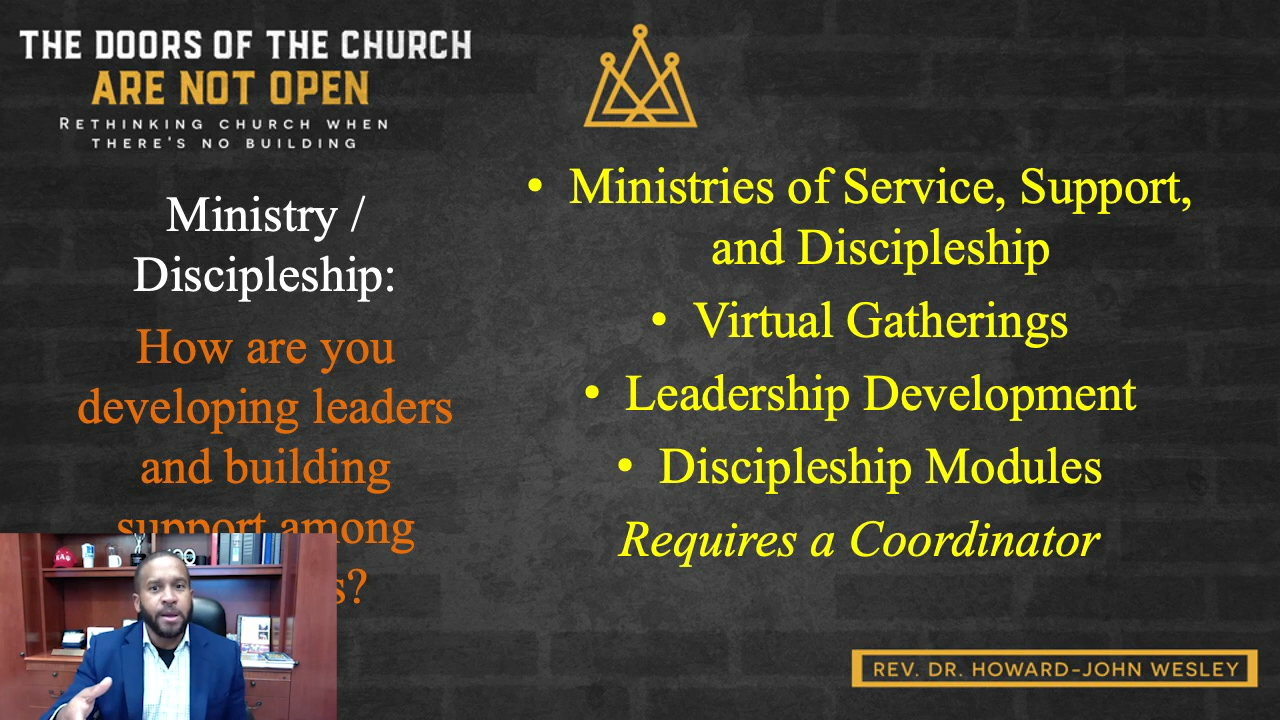 THE DOORS OF THE CHURCH
ARE NOT OPEN
RETHINKING CHURCH WHEN
THERE'S NO BUILDING
Ministry /
Discipleship:
How are you
developing leaders
and building
support among
s?
• Ministries of Service, Support,
and Discipleship
• Virtual Gatherings
• Leadership Development
• Discipleship Modules
Requires a Coordinator
REV. DR. HOWARD-JOHN WESLEY